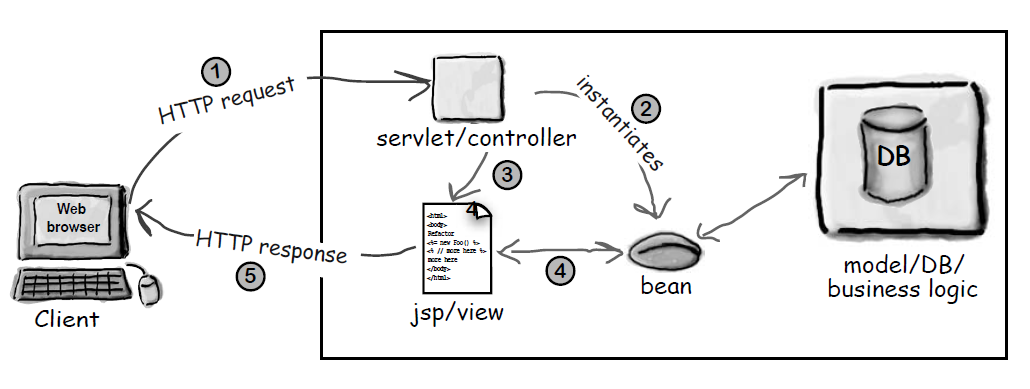 1
HTTP request
servlet/controller
instantiates
2
3
Web
browser
Client
HTTP response
5
4
<html>
<body>
Refactor
<%= new Foo() %>
<% // more here %>
more here
</body>
</html>
jsp/view
4
bean
DB
model/DB/
business logic